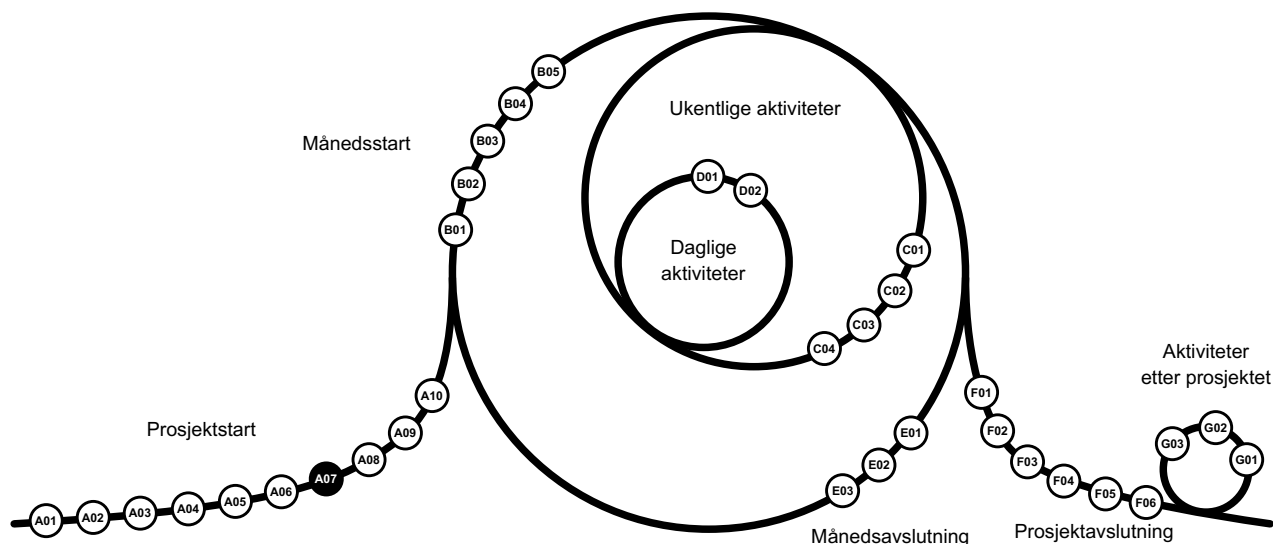 B05
B04
Ukentlige aktiviteter
Månedsstart
B03
D01
D02
B02
B01
Daglige
aktiviteter
C01
C02
C03
C04
Aktiviteter
etter prosjektet
A10
F01
Prosjektstart
A09
E01
F02
G02
G03
G01
A08
E02
F03
A07
F04
A06
E03
F05
A05
F06
A04
A03
A02
A01
Månedsavslutning
Prosjektavslutning